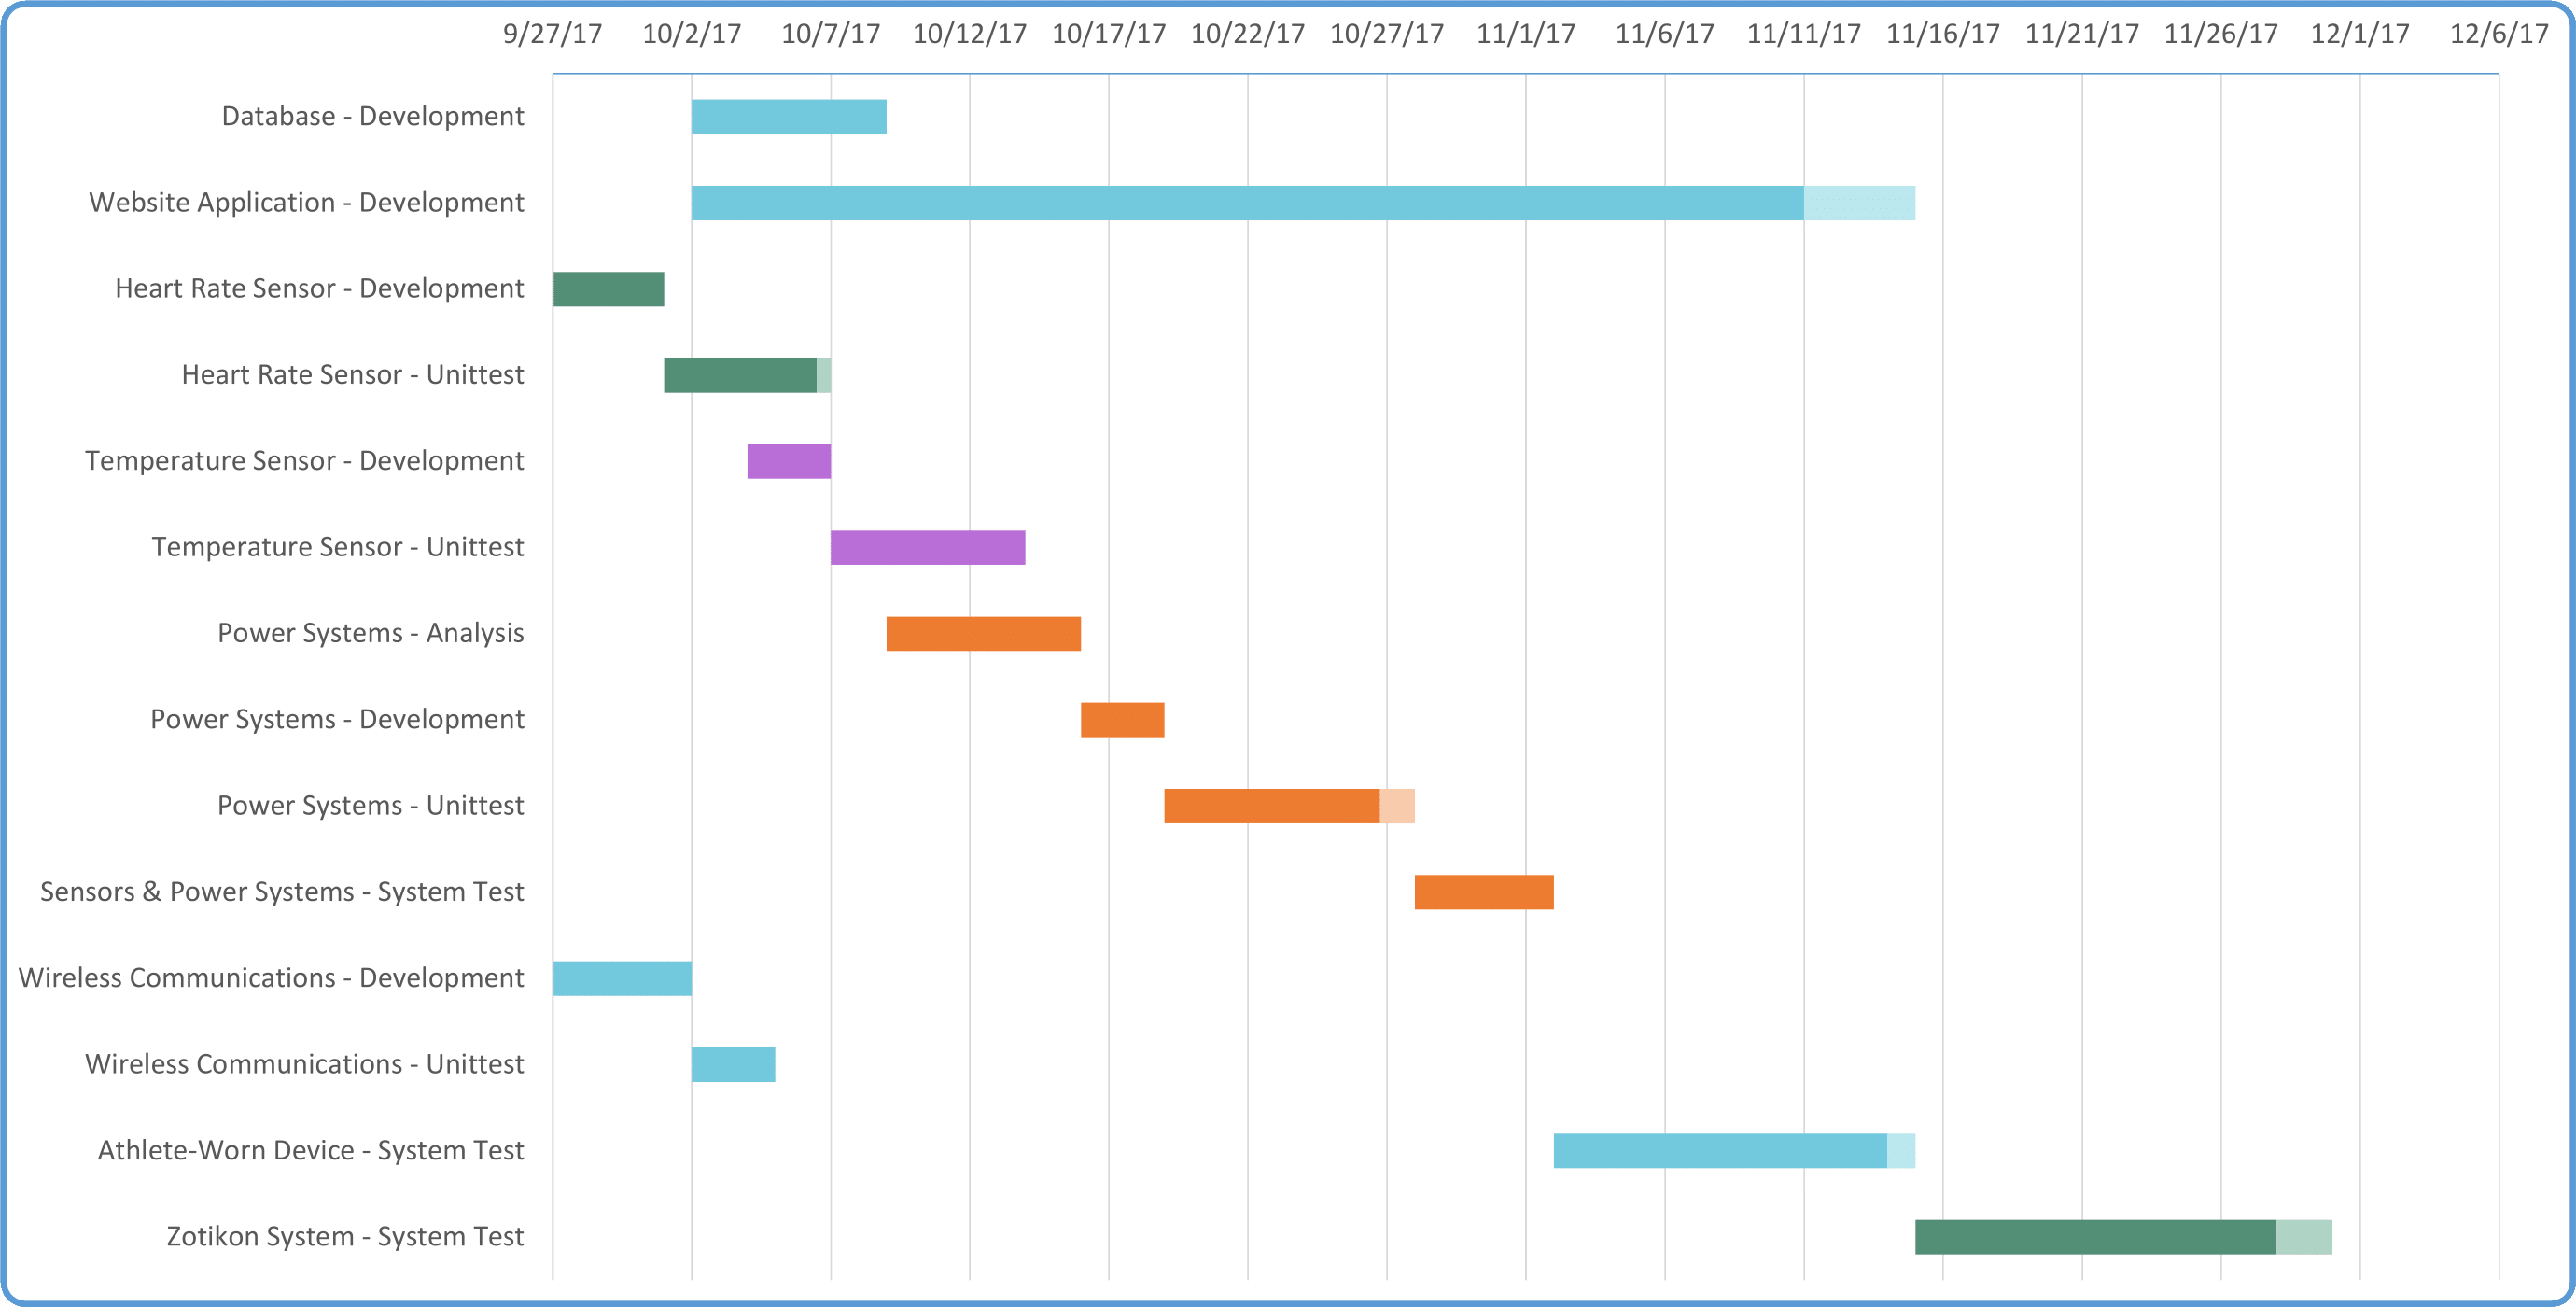 9/27/17 10/2/17 10/7/17 10/12/17 10/17/17 10/22/17 10/27/17 11/1/17 11/6/17 11/11/17 11/16/17 11/21/17 11/26/17 12/1/17 12/6/17
Database - Development
Website Application - Development
Heart Rate Sensor - Development
Heart Rate Sensor - Unittest
Temperature Sensor - Development
Temperature Sensor - Unittest
Power Systems - Analysis
Power Systems - Development
Power Systems - Unittest
Sensors & Power Systems - System Test
Wireless Communications - Development
Wireless Communications - Unittest
Athlete-Worn Device - System Test
Zotikon System - System Test